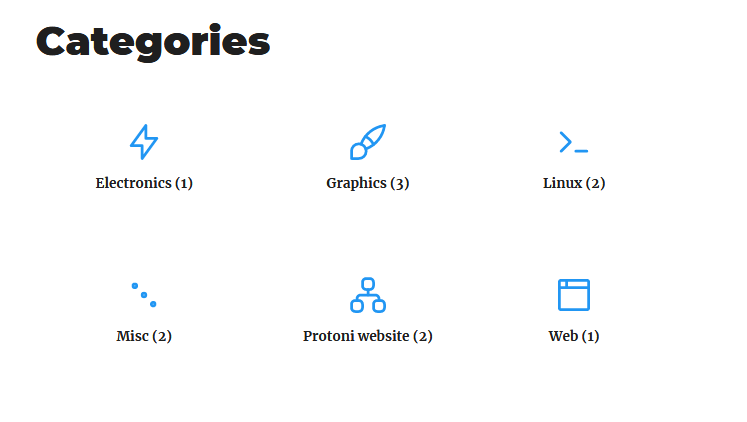 Categories
Electronics (1)
Graphics (3)
Linux (2)
Misc (2)
Protoni website (2)
Web (1)